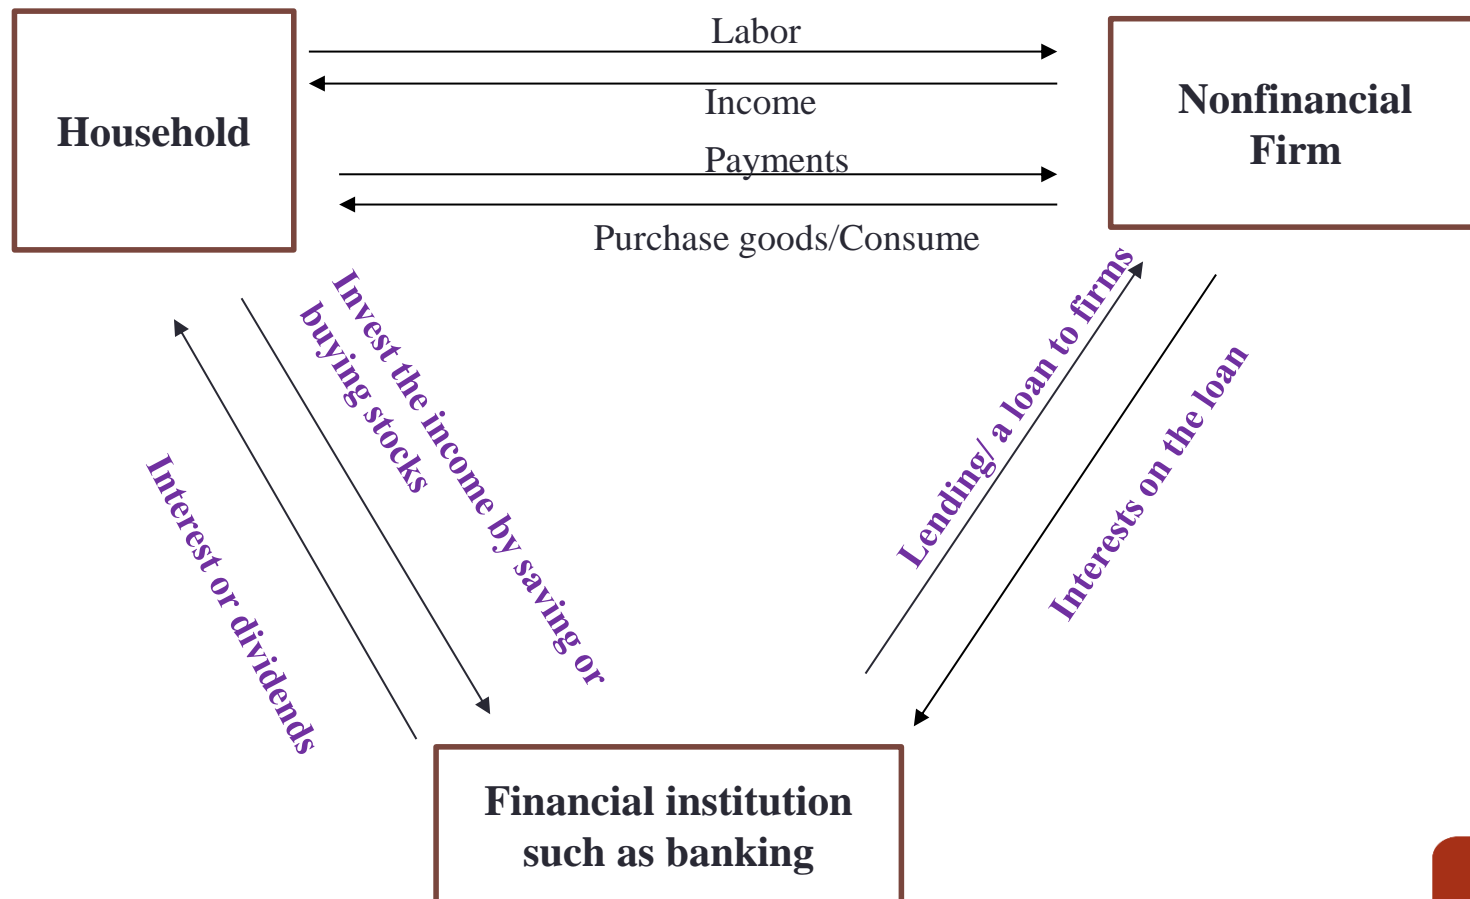 Labor
Income
Household
Nonfinancial
Firm
Payments
Purchase goods/Consume
Invest the income by saving or
buying stocks
Interest or dividends
Lending/ a loan to firms
Interests on the loan
Financial institution
such as banking